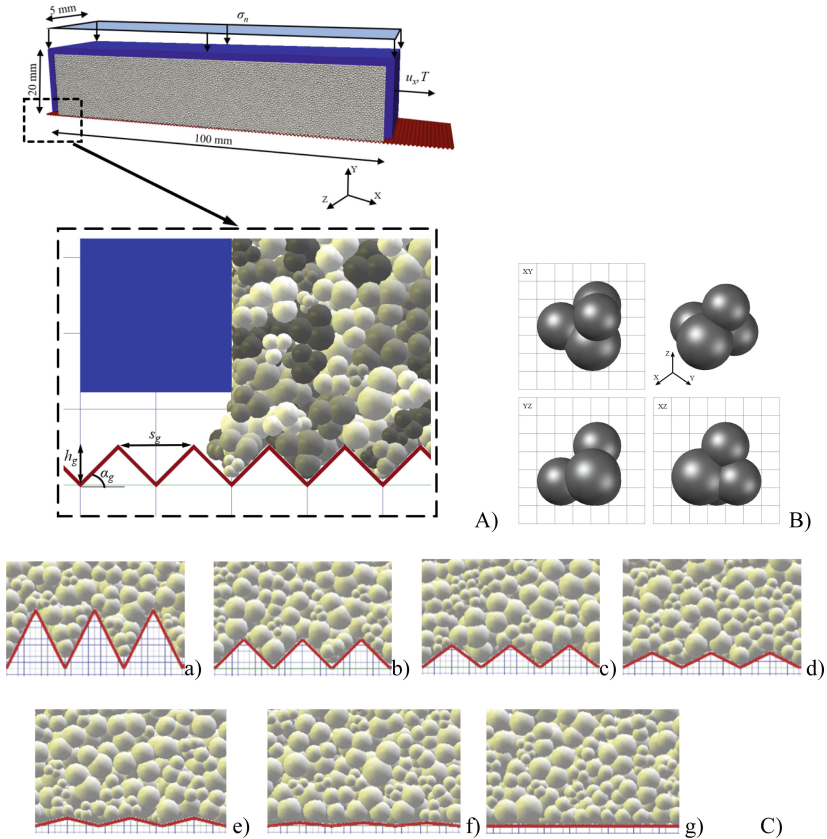 5 mm
σn
20 mm
ux,T
100 mm
Y
Z
X
sg
hg
αg
A)
XY
Z
X
Y
YZ
XZ
B)
a)
b)
c)
d)
e)
f)
g)
C)